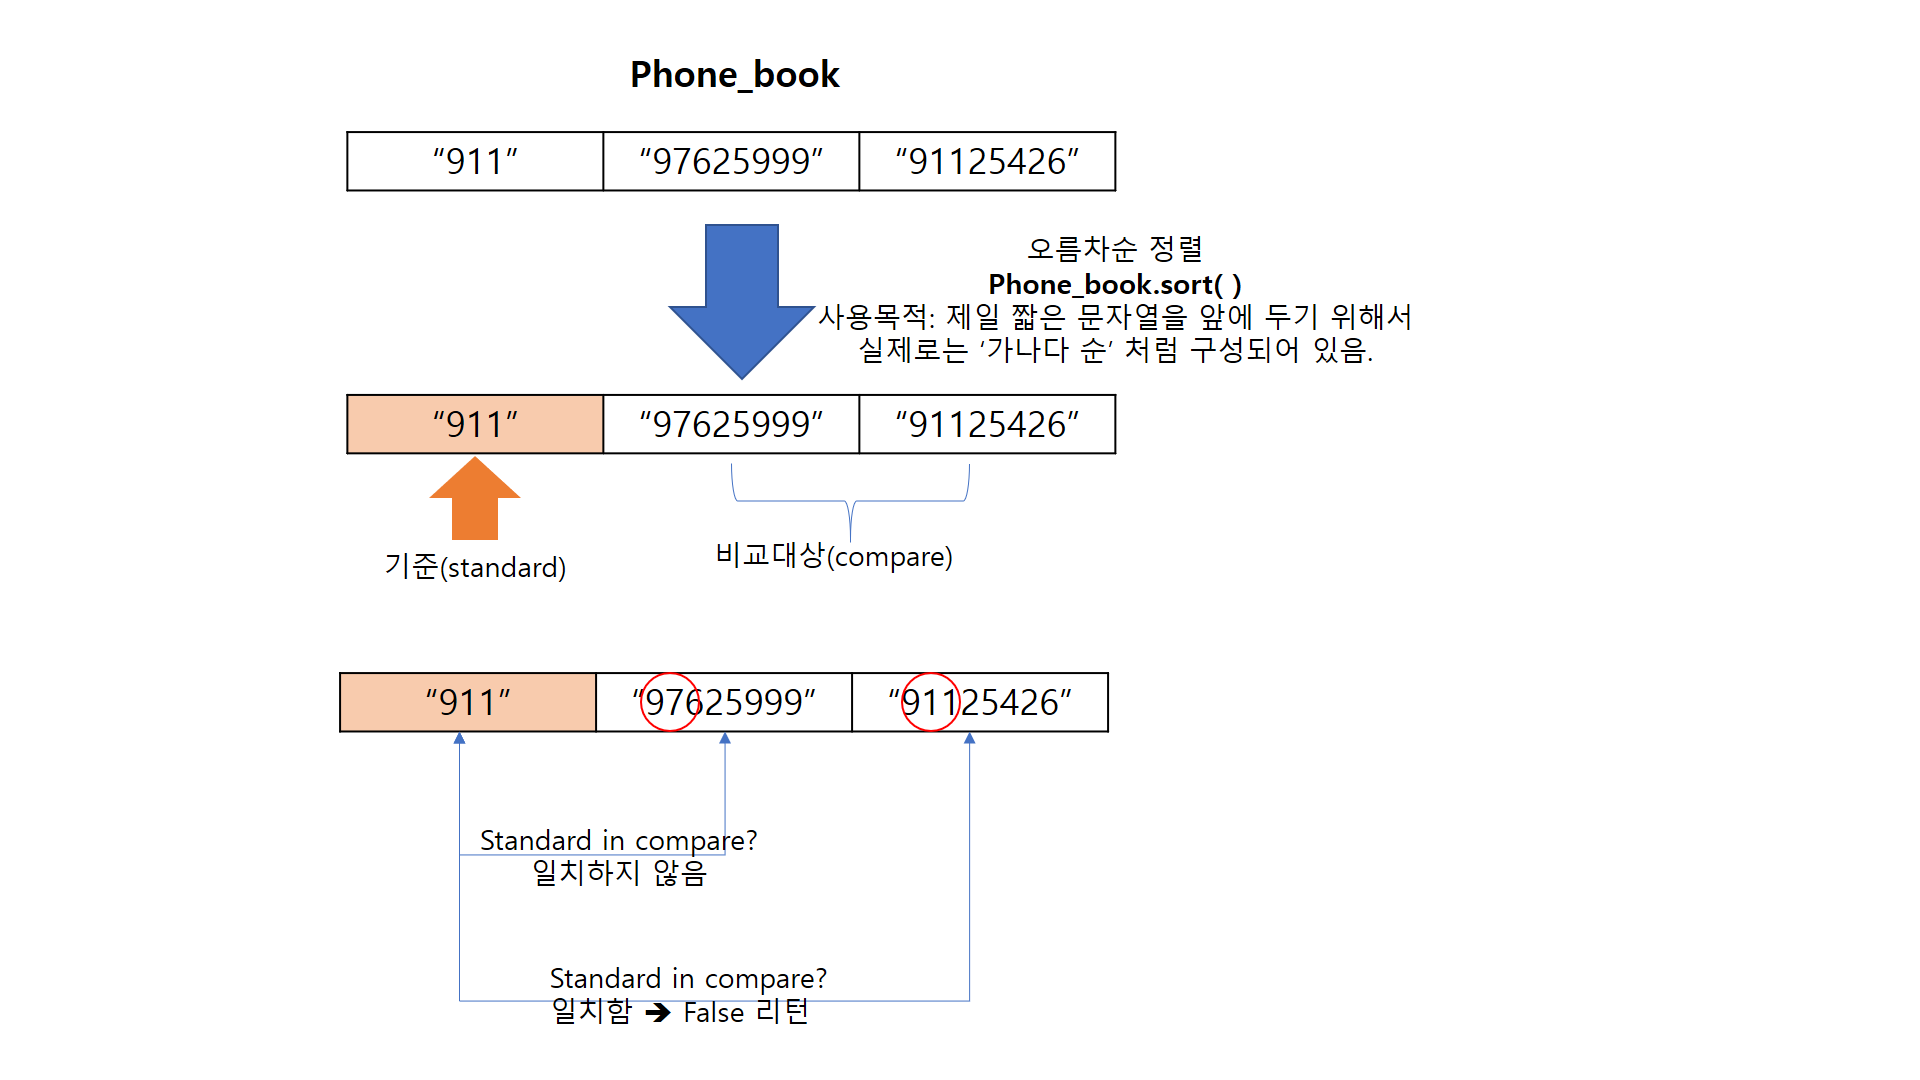 Phone_book
“911”
“97625999”
“91125426”
오름차순 정렬
Phone_book.sort( )
사용목적: 제일 짧은 문자열을 앞에 두기 위해서
실제로는 ‘가나다 순’ 처럼 구성되어 있음.
“911”
“97625999”
“91125426”
기준(standard)
비교대상(compare)
“911”
“97625999”
“91125426”
Standard in compare?
일치하지 않음
Standard in compare?
일치함 ➔ False 리턴